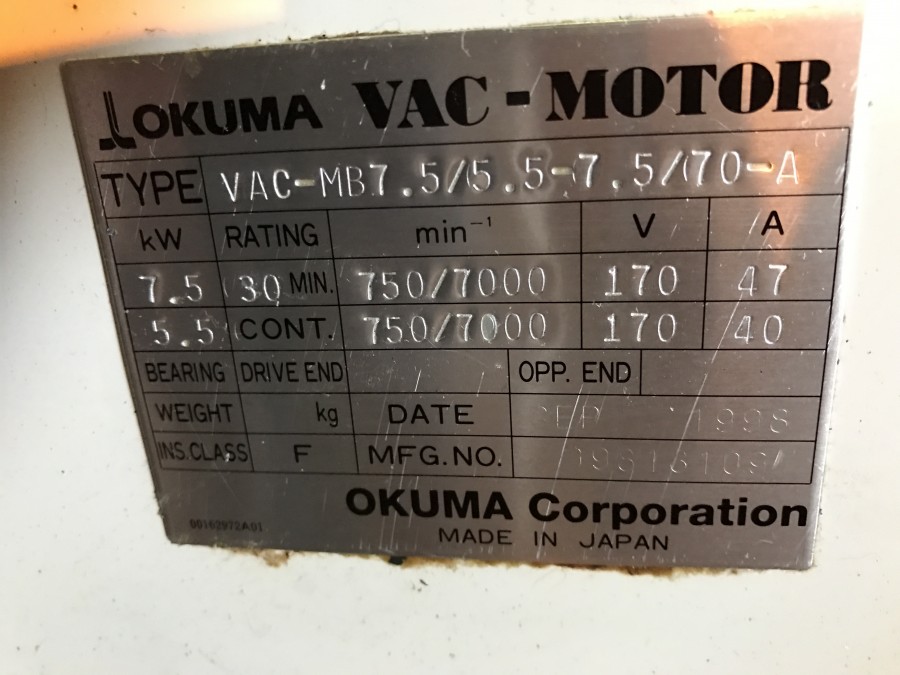 OKUMA VAC-MOTOR
TYPE VAC-MB7.5/5.5-7.5/70-A
kW RATING min⁻¹ V A
7.5 30 MIN. 750/7000 170 47
5.5 CONT. 750/7000 170 40
BEARING DRIVE END OPP. END
WEIGHT kg DATE 1998
INS.CLASS F MFG.NO.
OKUMA Corporation
00162972A01
MADE IN JAPAN